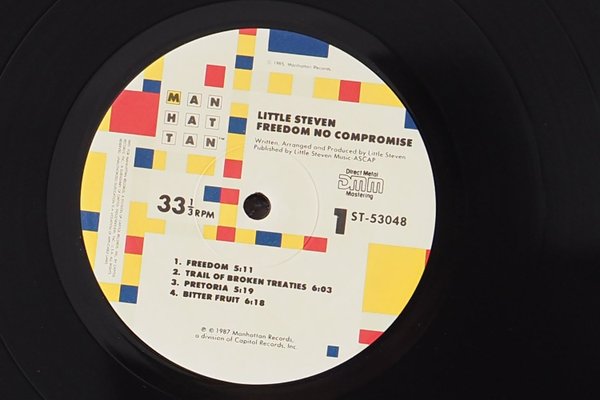 © 1985, Manhattan Records
MAN
HAT
TAN™
LITTLE STEVEN
FREEDOM NO COMPROMISE
Written, Arranged and Produced by Little Steven
Published by Little Steven Music-ASCAP
Direct Metal
DMM
Mastering
33 1/3 RPM
1 ST-53048
1. FREEDOM 5:11
2. TRAIL OF BROKEN TREATIES 6:03
3. PRETORIA 5:19
4. BITTER FRUIT 6:18
℗ © 1987 Manhattan Records,
a division of Capitol Records, Inc.